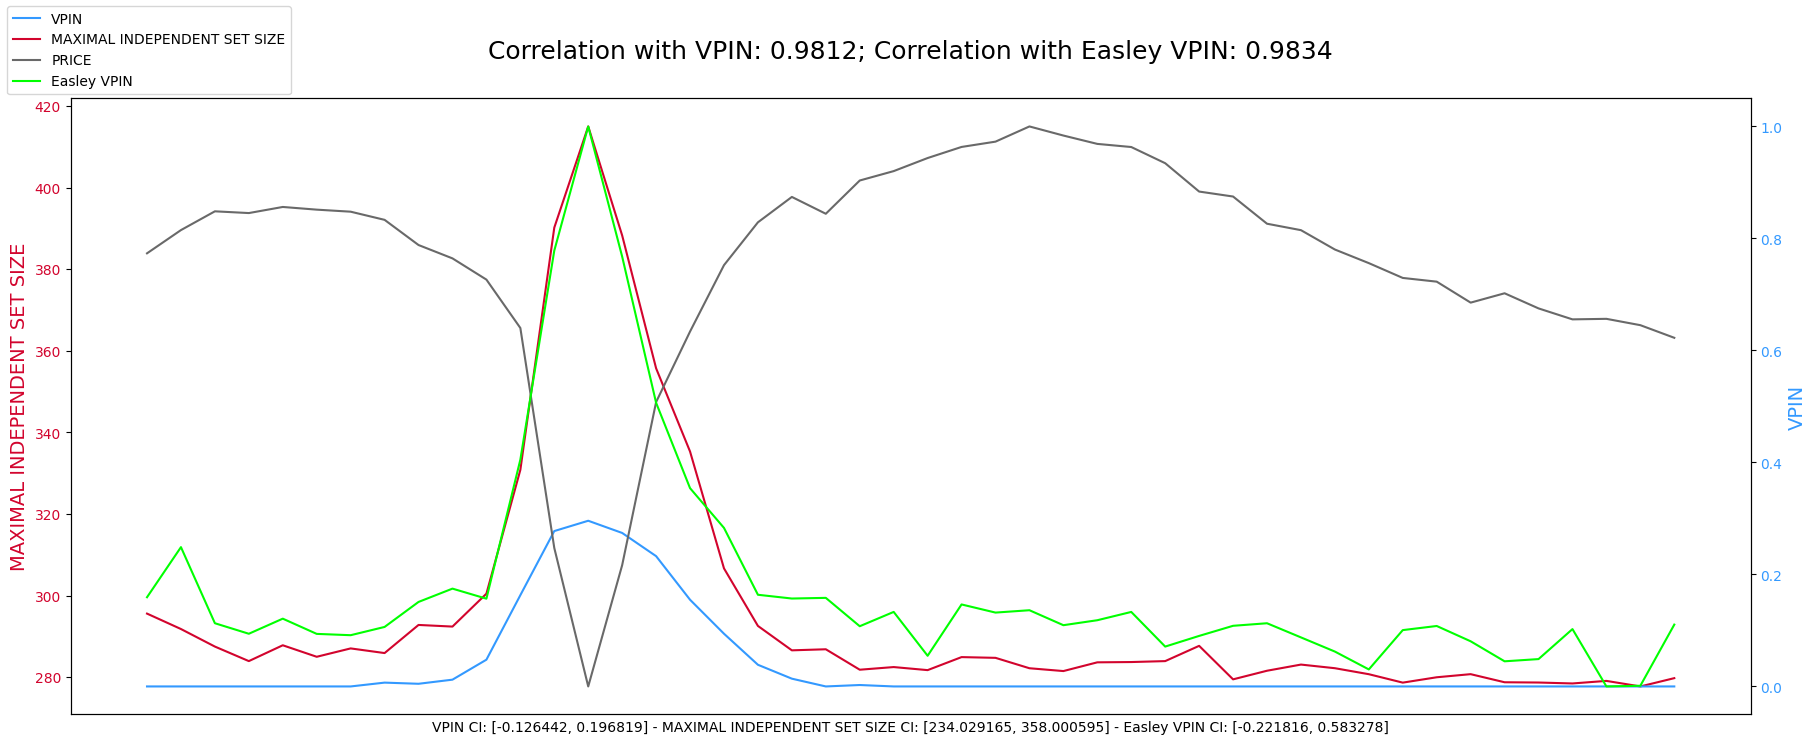 VPIN
MAXIMAL INDEPENDENT SET SIZE
PRICE
Easley VPIN
Correlation with VPIN: 0.9812; Correlation with Easley VPIN: 0.9834
MAXIMAL INDEPENDENT SET SIZE
420
400
380
360
340
320
300
280
1.0
0.8
0.6
0.4
0.2
0.0
VPIN
VPIN CI: [-0.126442, 0.196819] - MAXIMAL INDEPENDENT SET SIZE CI: [234.029165, 358.000595] - Easley VPIN CI: [-0.221816, 0.583278]